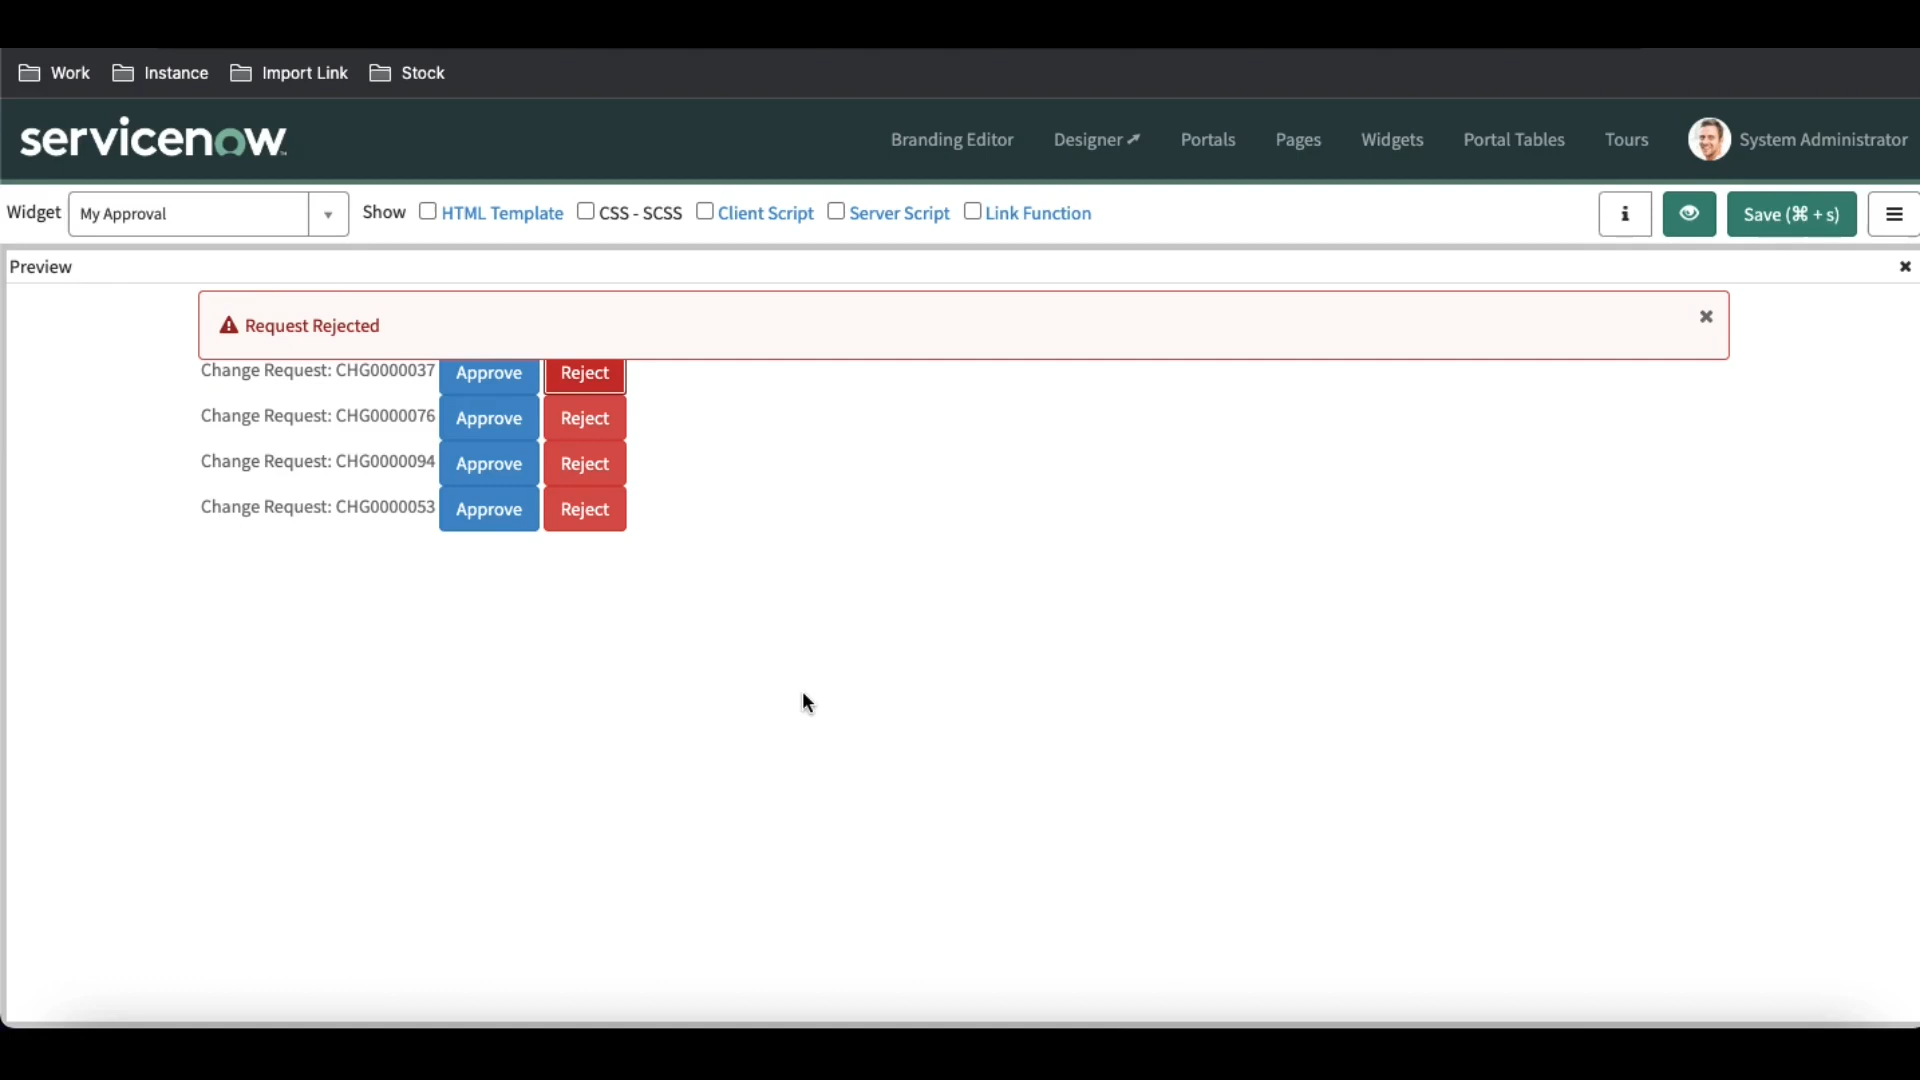 Work Instance Import Link Stock
servicenow Branding Editor Designer Portals Pages Widgets Portal Tables Tours System Administrator
Widget My Approval Show HTML Template CSS - SCSS Client Script Server Script Link Function i Save (⌘ + s)
Preview
Request Rejected
Change Request: CHG0000037 Approve Reject
Change Request: CHG0000076 Approve Reject
Change Request: CHG0000094 Approve Reject
Change Request: CHG0000053 Approve Reject